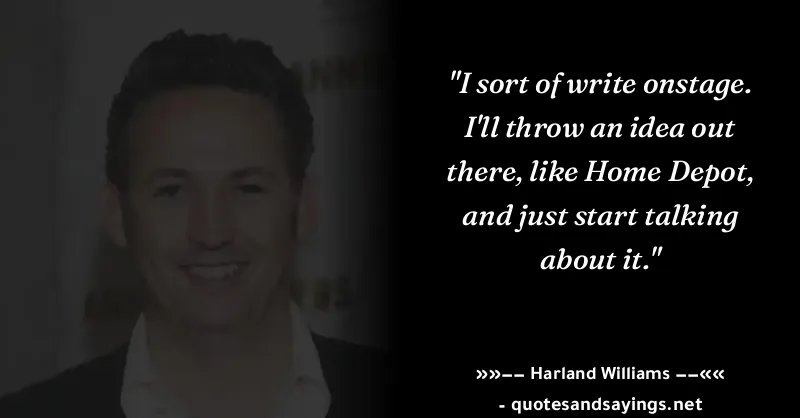 "I sort of write onstage.
I'll throw an idea out
there, like Home Depot,
and just start talking
about it."
»»−− Harland Williams −−««
- quotesandsayings.net